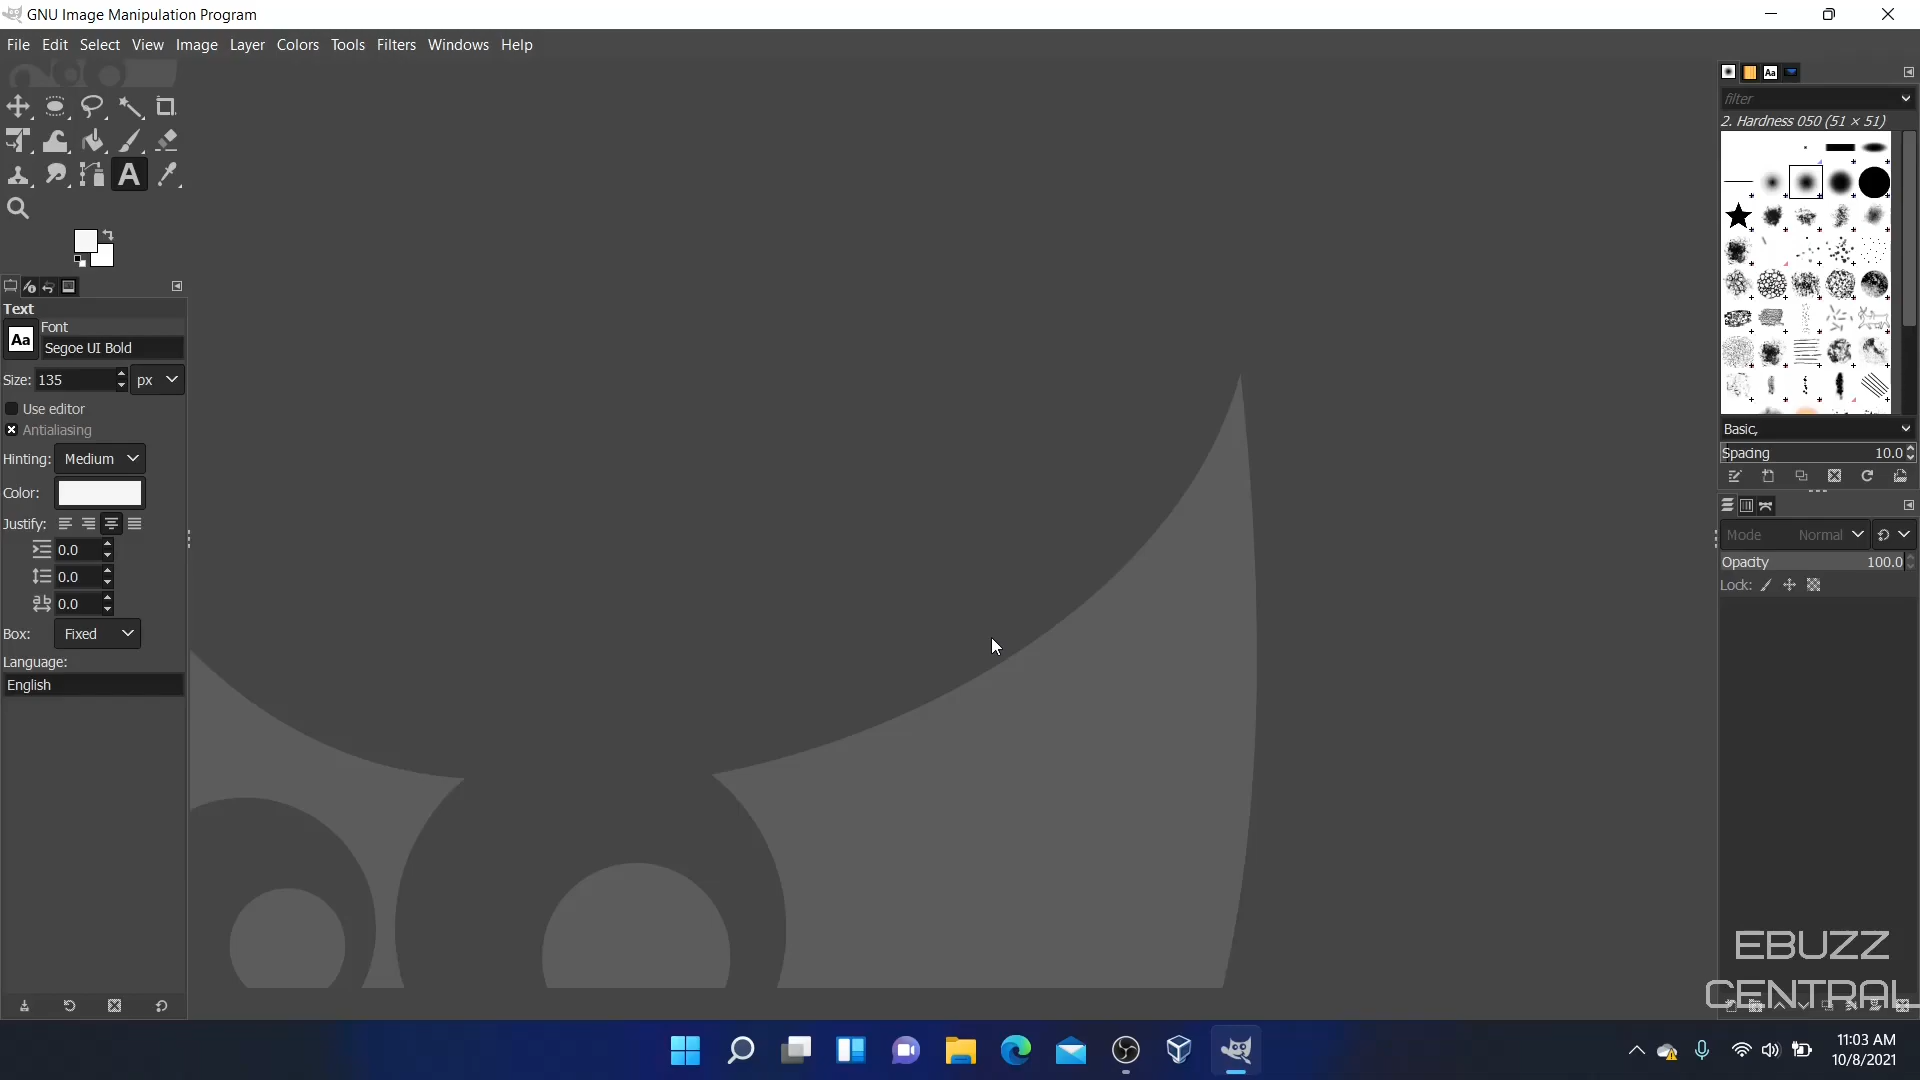 GNU Image Manipulation Program
File Edit Select View Image Layer Colors Tools Filters Windows Help
filter
2. Hardness 050 (51 × 51)
Text
Font
Aa
Segoe UI Bold
Size: 135 px
Use editor
Antialiasing
Hinting: Medium
Color:
Justify:
0.0
0.0
0.0
Box: Fixed
Language:
English
Basic,
Spacing 10.0
Mode Normal
Opacity 100.0
Lock:
EBUZZ
CENTRAL
11:03 AM
10/8/2021